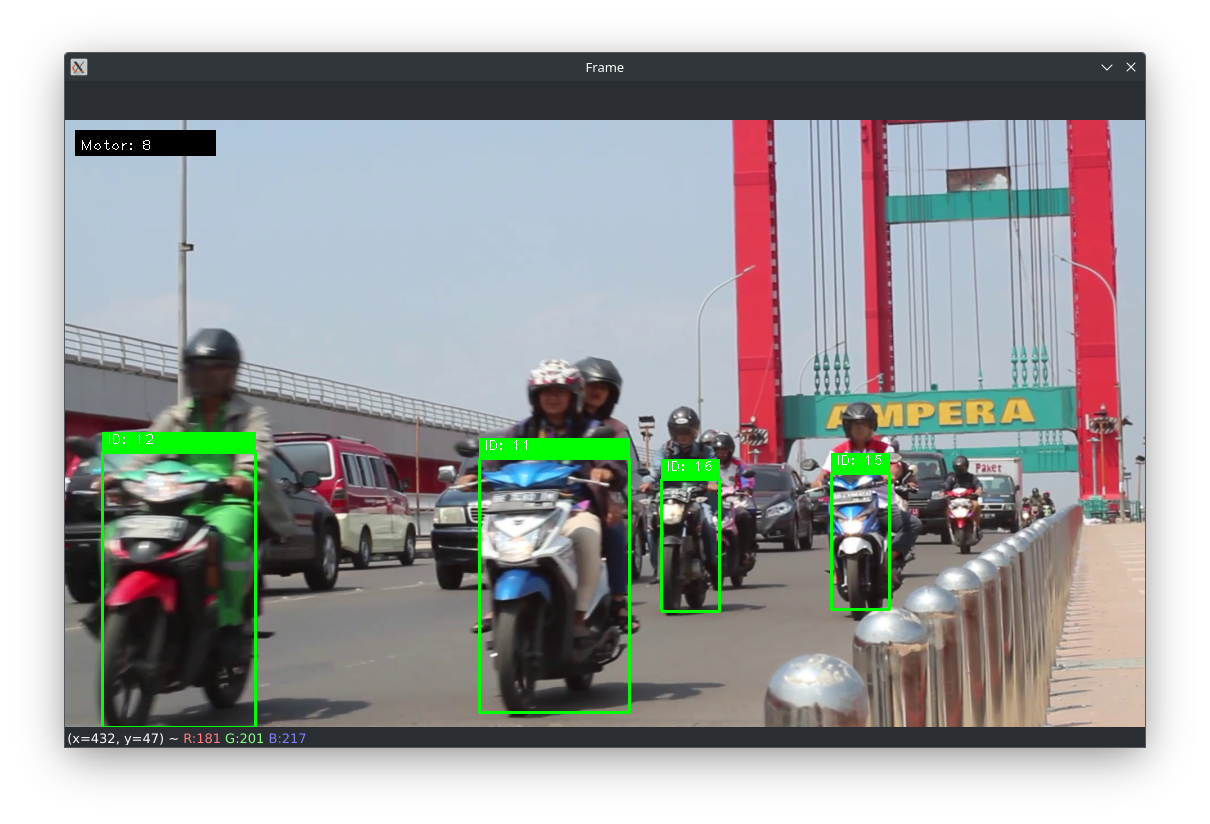 Frame
Motor: 8
AMPERA
ID: 12
ID: 11
ID: 16
ID: 15
Paket
(x=432, y=47) ~ R:181 G:201 B:217